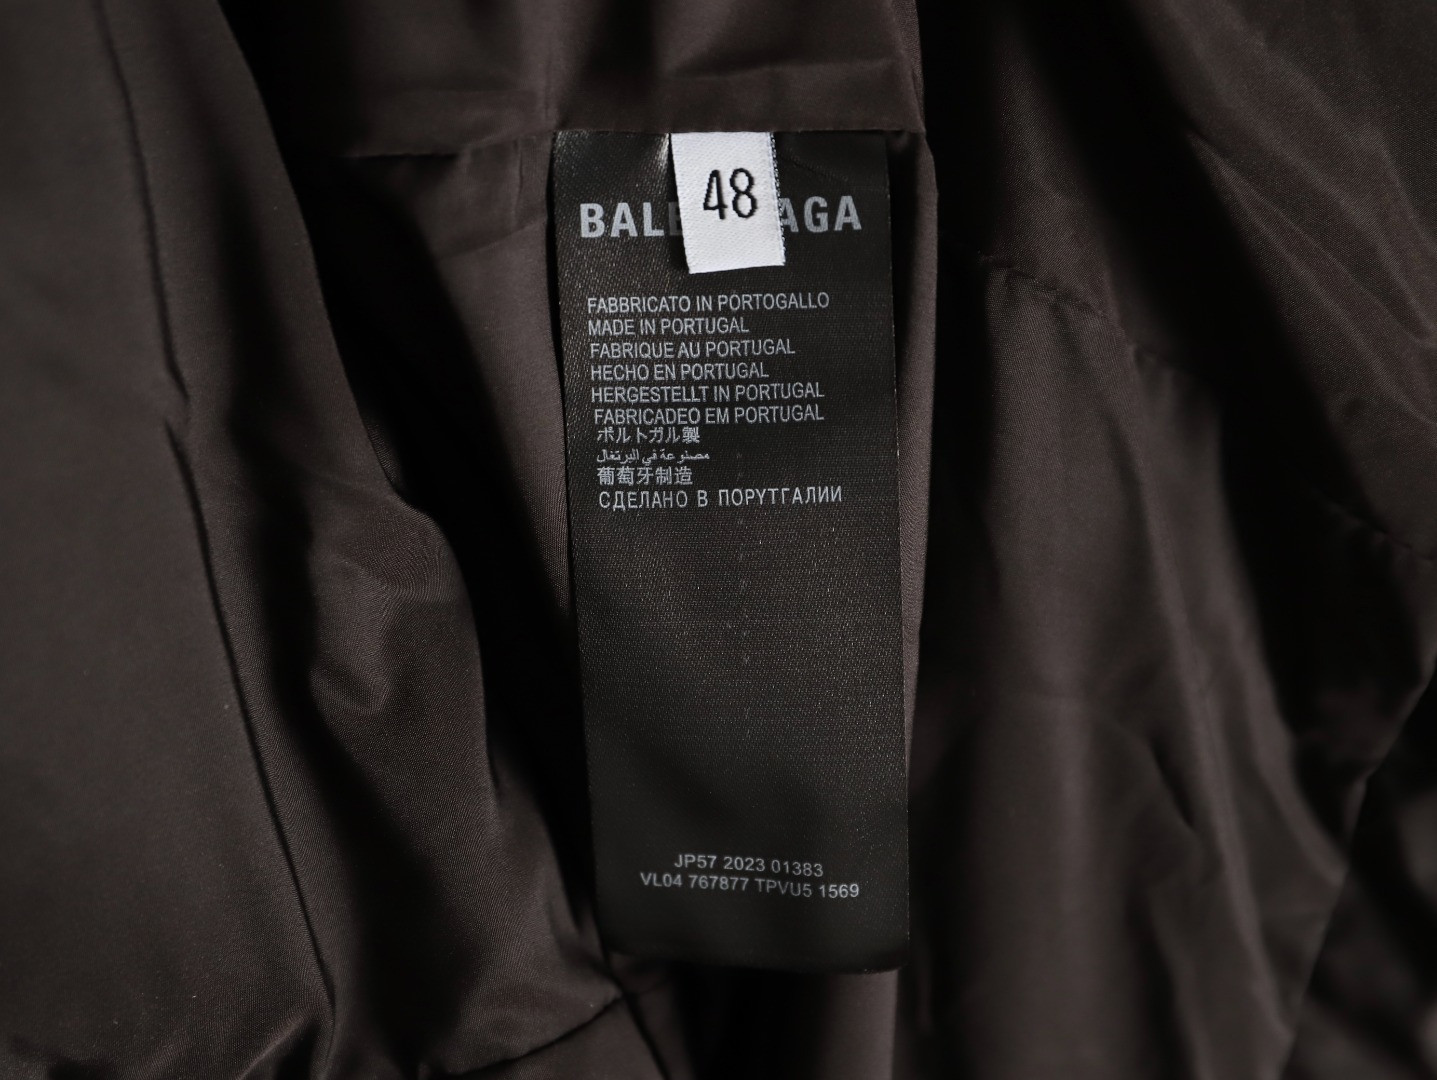 48
BALE AGA
FABBRICATO IN PORTOGALLO
MADE IN PORTUGAL
FABRIQUE AU PORTUGAL
HECHO EN PORTUGAL
HERGESTELLT IN PORTUGAL
FABRICADEO EM PORTUGAL
ポルトガル製
مصنوعة في البرتغال
葡萄牙制造
СДЕЛАНО В ПОРУТГАЛИИ
JP57 2023 01383
VL04 767877 TPVU5 1569